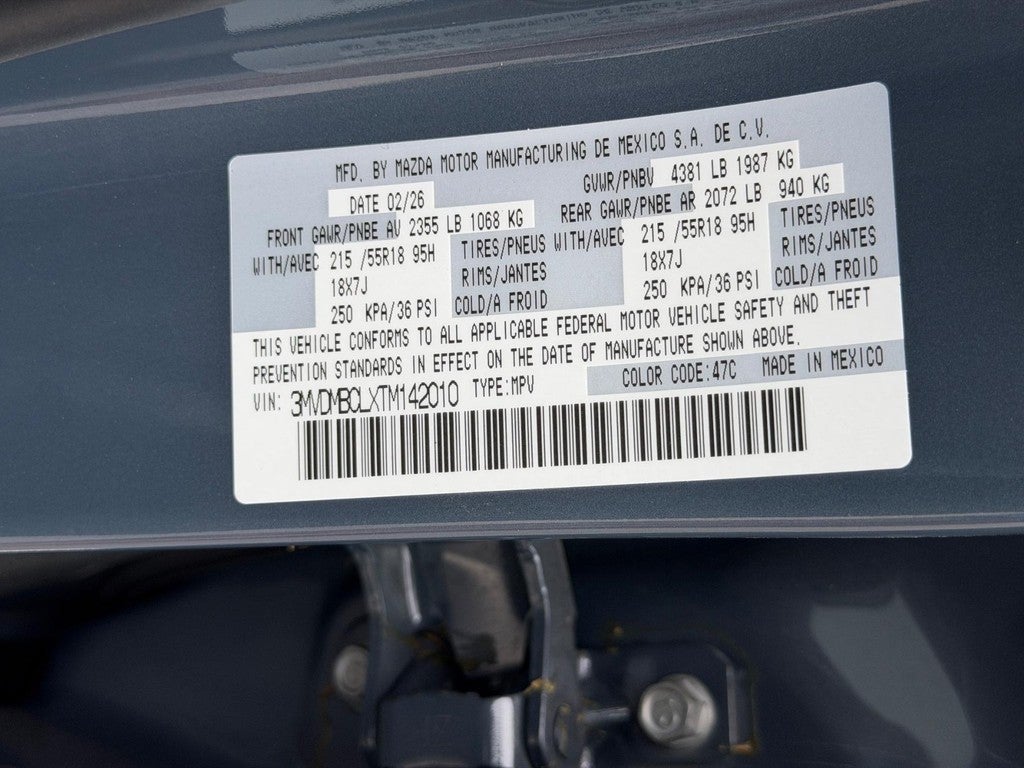 MFD. BY MAZDA MOTOR MANUFACTURING DE MEXICO S.A. DE C.V.
DATE 02/26 GVWR/PNBV 4381 LB 1987 KG
FRONT GAWR/PNBE AV 2355 LB 1068 KG REAR GAWR/PNBE AR 2072 LB 940 KG
WITH/AVEC 215 /55R18 95H TIRES/PNEUS WITH/AVEC 215 /55R18 95H TIRES/PNEUS
18X7J RIMS/JANTES 18X7J RIMS/JANTES
250 KPA/36 PSI COLD/A FROID 250 KPA/36 PSI COLD/A FROID
THIS VEHICLE CONFORMS TO ALL APPLICABLE FEDERAL MOTOR VEHICLE SAFETY AND THEFT
PREVENTION STANDARDS IN EFFECT ON THE DATE OF MANUFACTURE SHOWN ABOVE.
VIN: 3MVDMBCLXTM142010 TYPE:MPV COLOR CODE:47C MADE IN MEXICO